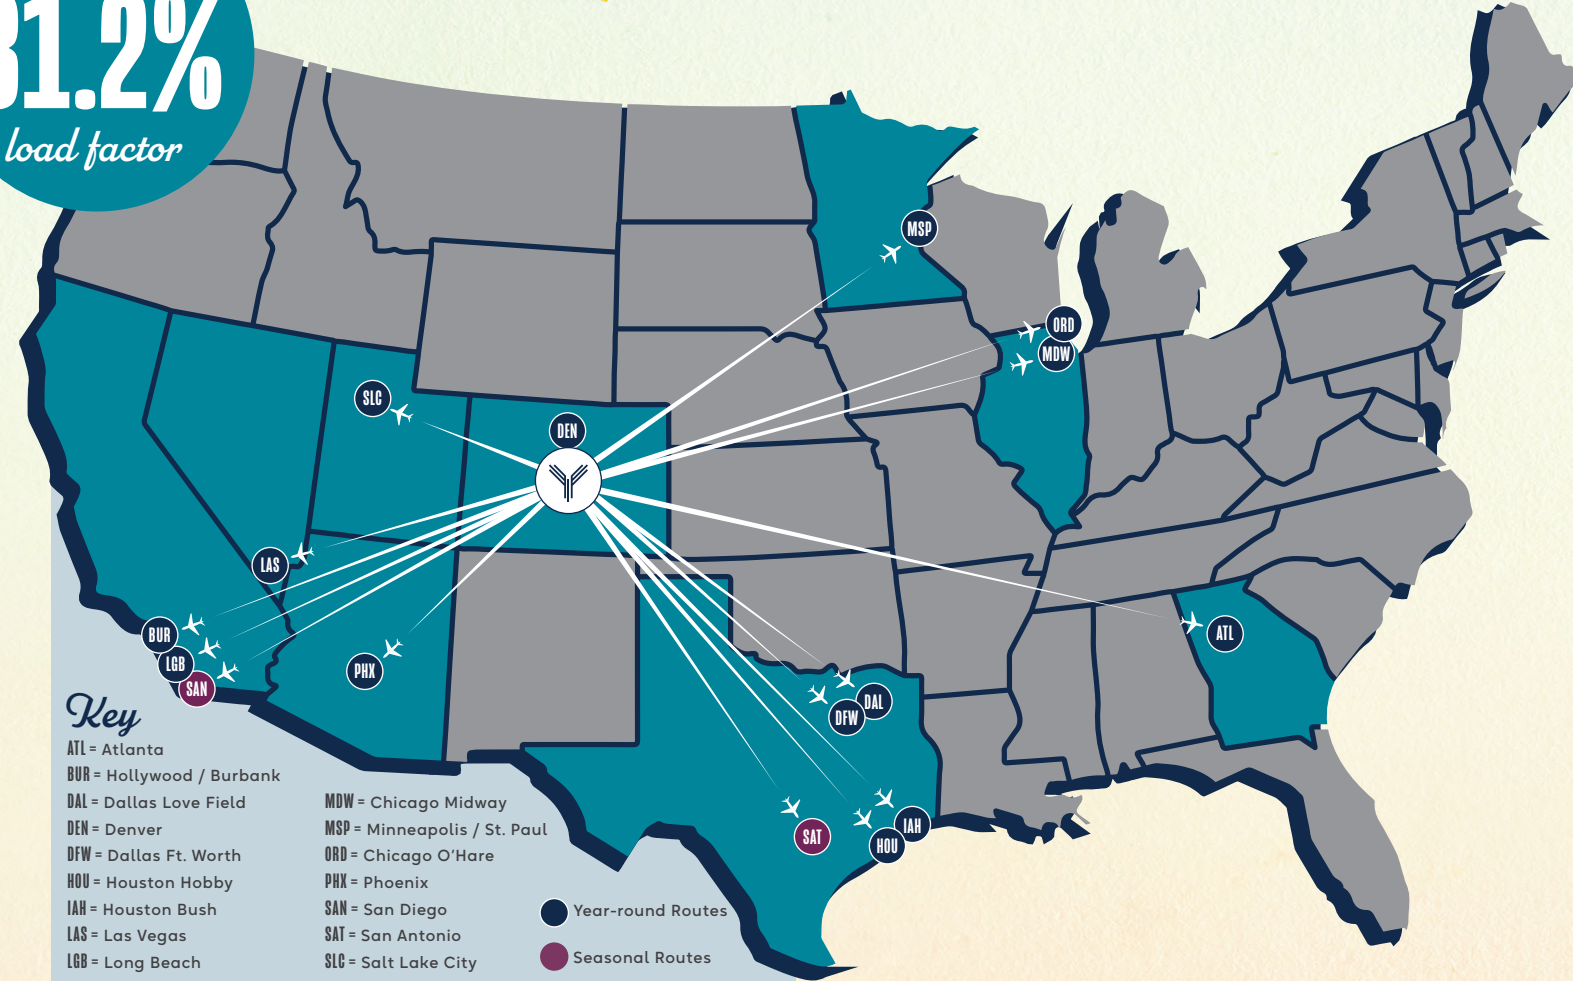 31.2%
load factor
MSP
ORD
MDW
SLC
DEN
LAS
BUR
LGB
SAN
PHX
ATL
DAL
DFW
SAT
IAH
HOU
Key
ATL = Atlanta
BUR = Hollywood / Burbank
DAL = Dallas Love Field
DEN = Denver
DFW = Dallas Ft. Worth
HOU = Houston Hobby
IAH = Houston Bush
LAS = Las Vegas
LGB = Long Beach
MDW = Chicago Midway
MSP = Minneapolis / St. Paul
ORD = Chicago O'Hare
PHX = Phoenix
SAN = San Diego
SAT = San Antonio
SLC = Salt Lake City
Year-round Routes
Seasonal Routes